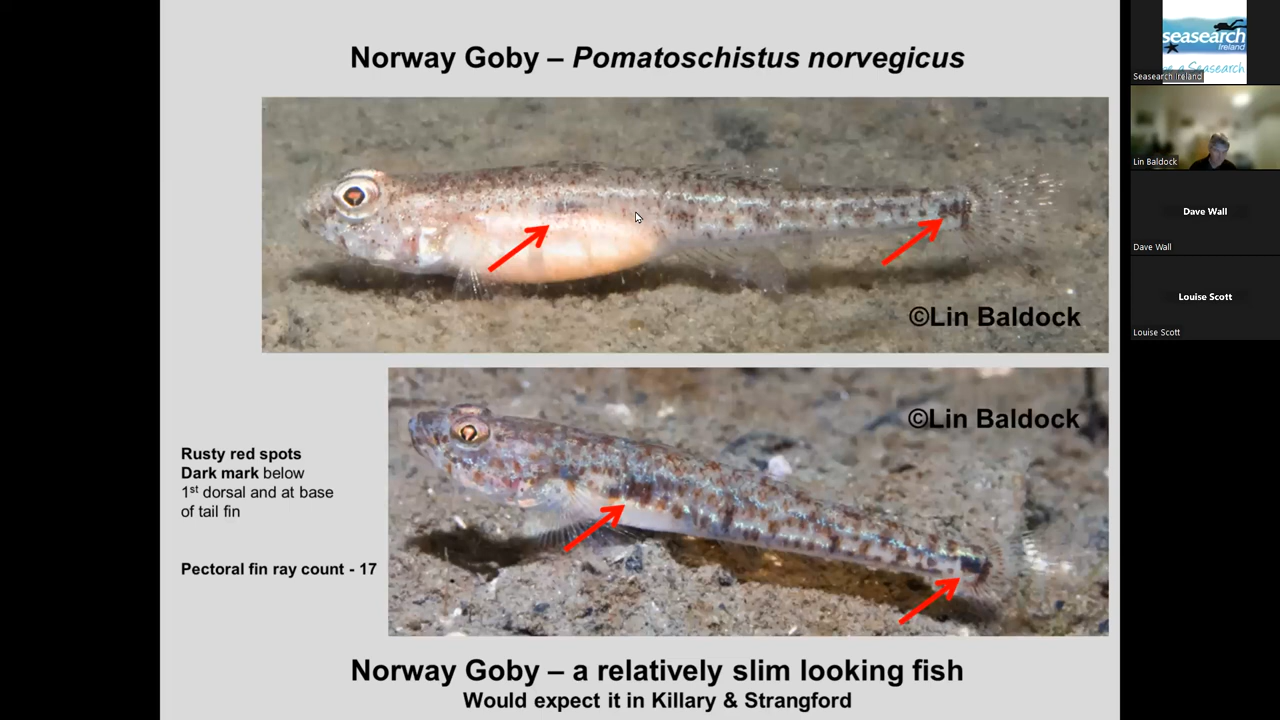 Norway Goby – Pomatoschistus norvegicus
©Lin Baldock
©Lin Baldock
Rusty red spots
Dark mark below
1st dorsal and at base
of tail fin
Pectoral fin ray count - 17
Norway Goby – a relatively slim looking fish
Would expect it in Killary & Strangford
seasearch
Ireland
a Seasearch
Seasearch Ireland
Lin Baldock
Dave Wall
Dave Wall
Louise Scott
Louise Scott